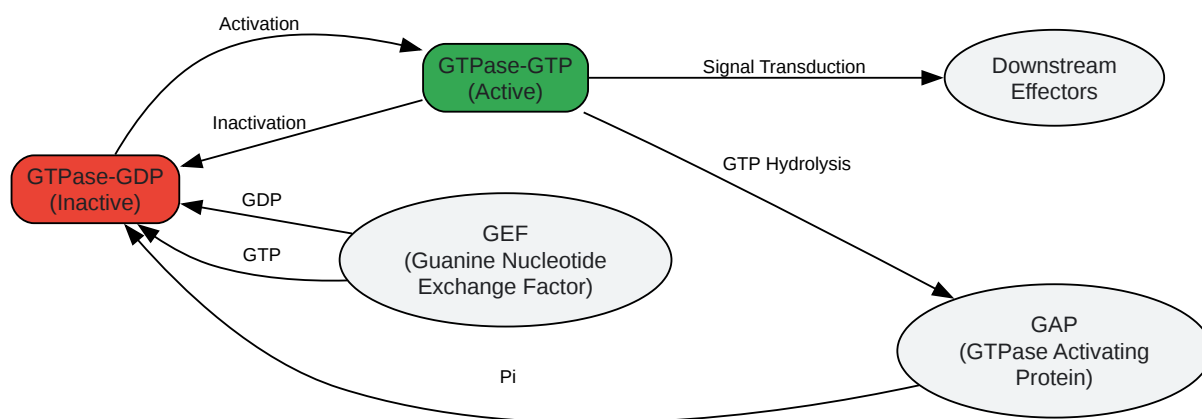 Activation
GTPase-GTP
(Active)
Signal Transduction
Downstream
Effectors
Inactivation
GTP Hydrolysis
GTPase-GDP
(Inactive)
GDP
GTP
GEF
(Guanine Nucleotide
Exchange Factor)
GAP
(GTPase Activating
Protein)
Pi